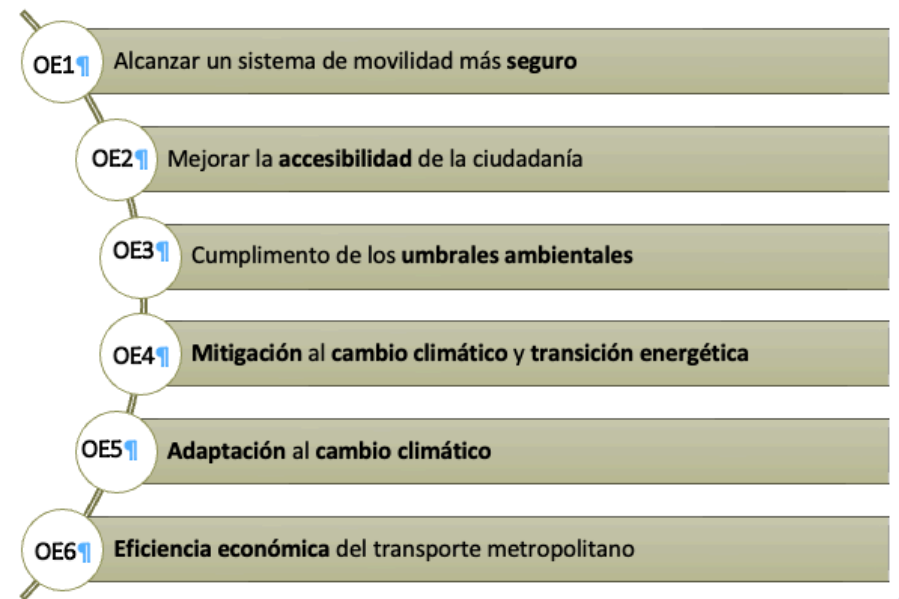 OE1¶ Alcanzar un sistema de movilidad más seguro
OE2¶ Mejorar la accesibilidad de la ciudadanía
OE3¶ Cumplimento de los umbrales ambientales
OE4¶ Mitigación al cambio climático y transición energética
OE5¶ Adaptación al cambio climático
OE6¶ Eficiencia económica del transporte metropolitano